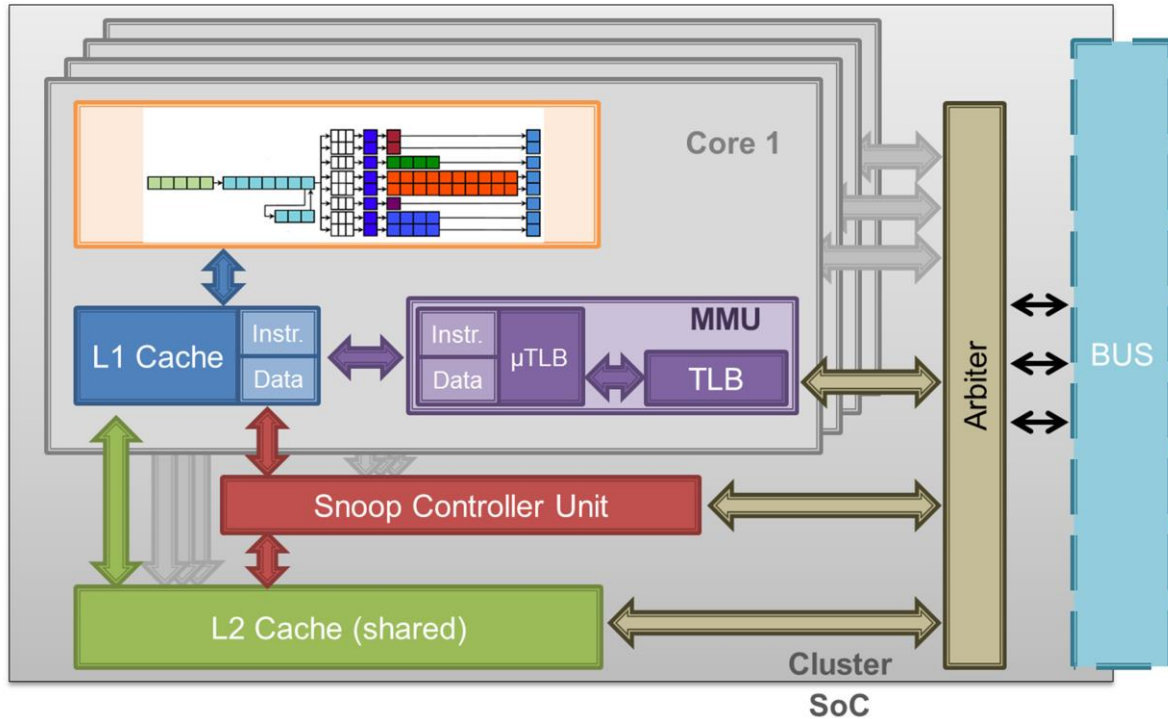 Core 1
L1 Cache
Instr.
Data
Instr.
Data
µTLB
MMU
TLB
Arbiter
BUS
Snoop Controller Unit
L2 Cache (shared)
Cluster
SoC